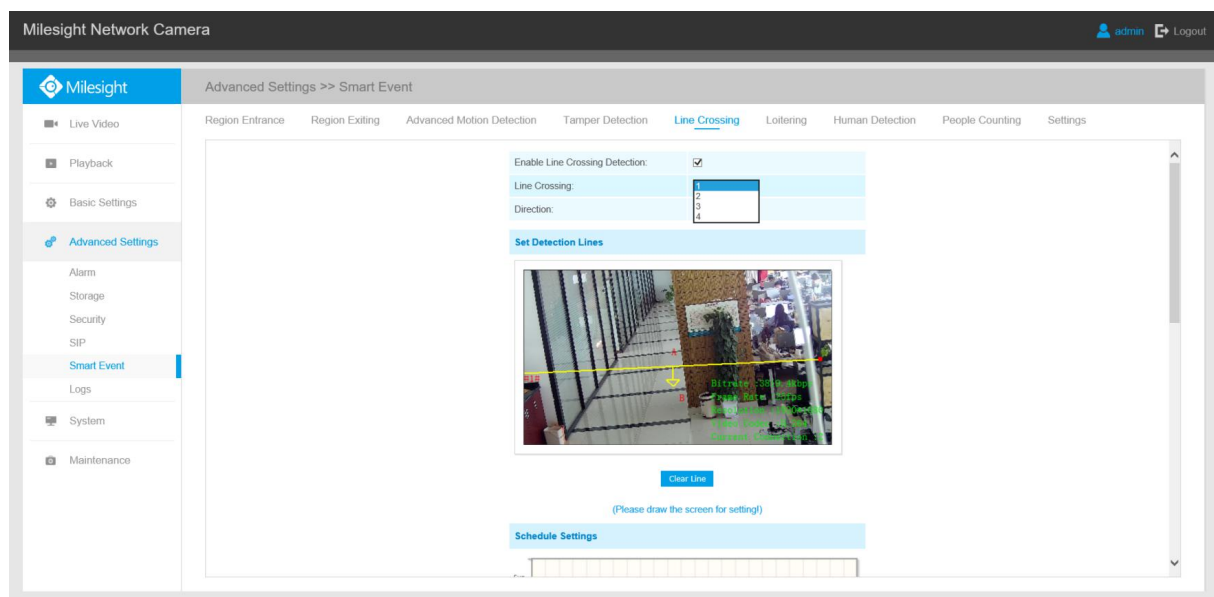 Milesight Network Camera
admin Logout
Milesight
Advanced Settings >> Smart Event
Live Video
Playback
Basic Settings
Advanced Settings
Alarm
Storage
Security
SIP
Smart Event
Logs
System
Maintenance
Region Entrance Region Exiting Advanced Motion Detection Tamper Detection Line Crossing Loitering Human Detection People Counting Settings
Enable Line Crossing Detection:
Line Crossing:
1
2
3
4
Direction:
Set Detection Lines
A
B
Bitrate
Frame Rate
Clear Line
(Please draw the screen for setting!)
Schedule Settings